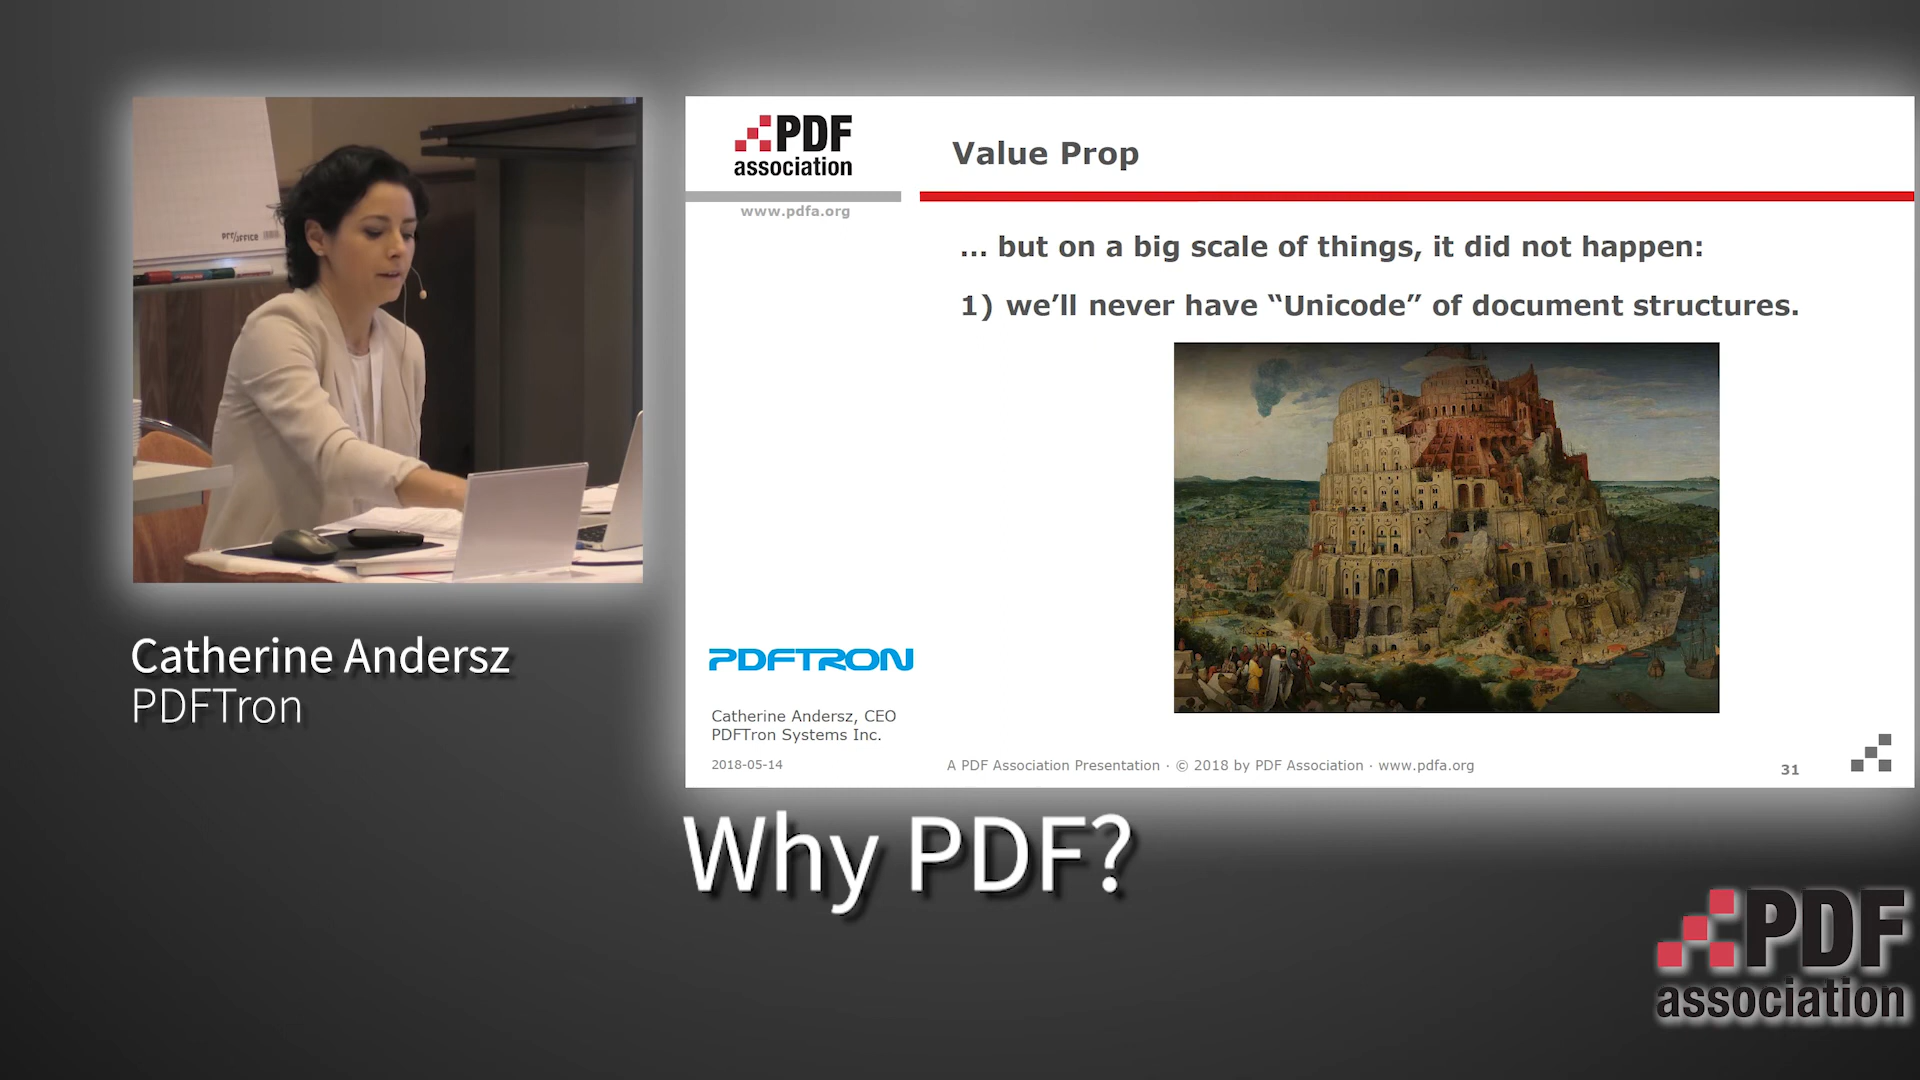 PDF
association
www.pdfa.org
Value Prop
... but on a big scale of things, it did not happen:
1) we’ll never have “Unicode” of document structures.
PDFTRON
Catherine Andersz, CEO
PDFTron Systems Inc.
2018-05-14
A PDF Association Presentation · © 2018 by PDF Association · www.pdfa.org
31
Catherine Andersz
PDFTron
Why PDF?
PDF
association